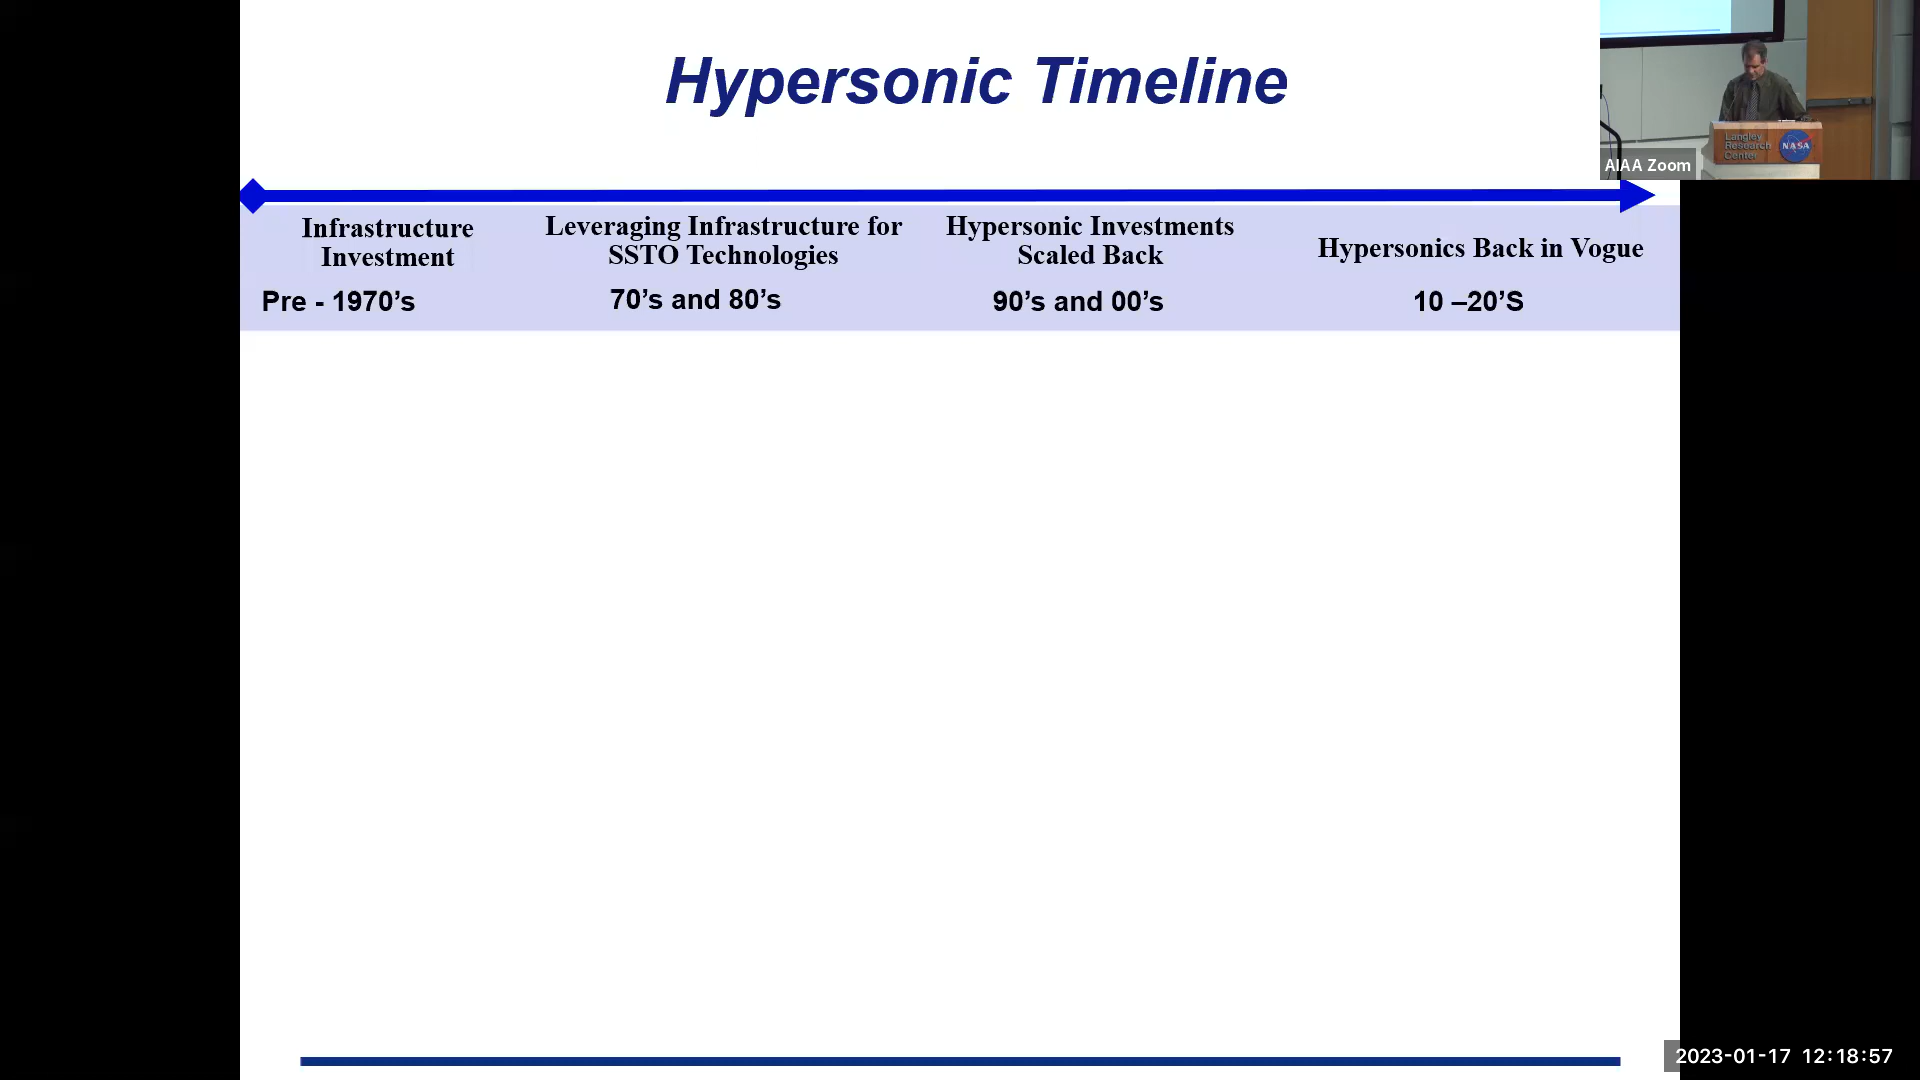 Hypersonic Timeline
Langley
Research
Center
NASA
AIAA Zoom
Infrastructure
Investment
Pre - 1970’s
Leveraging Infrastructure for
SSTO Technologies
70’s and 80’s
Hypersonic Investments
Scaled Back
90’s and 00’s
Hypersonics Back in Vogue
10 –20’S
2023-01-17 12:18:57